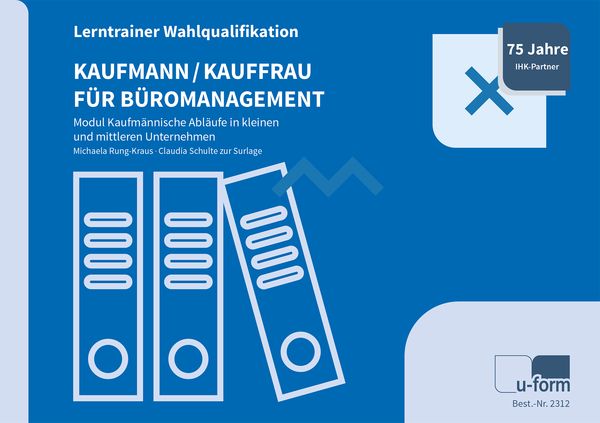 Lerntrainer Wahlqualifikation
75 Jahre
IHK-Partner
KAUFMANN / KAUFFRAU
FÜR BÜROMANAGEMENT
Modul Kaufmännische Abläufe in kleinen
und mittleren Unternehmen
Michaela Rung-Kraus · Claudia Schulte zur Surlage
u-form
Best.-Nr. 2312